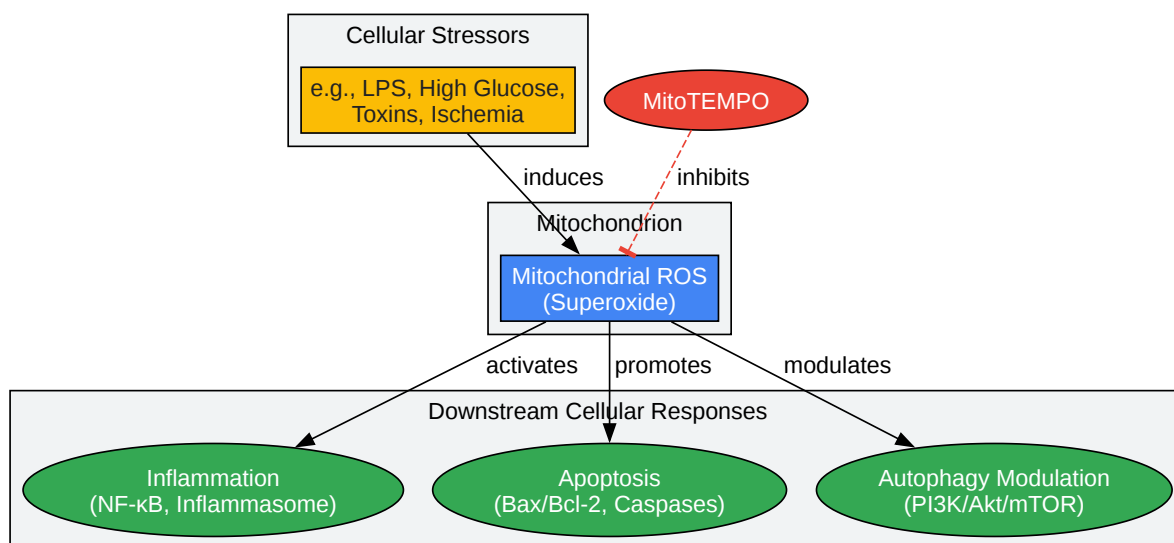 Cellular Stressors
e.g., LPS, High Glucose,
Toxins, Ischemia
MitoTEMPO
induces
inhibits
Mitochondrion
Mitochondrial ROS
(Superoxide)
activates
promotes
modulates
Downstream Cellular Responses
Inflammation
(NF-κB, Inflammasome)
Apoptosis
(Bax/Bcl-2, Caspases)
Autophagy Modulation
(PI3K/Akt/mTOR)